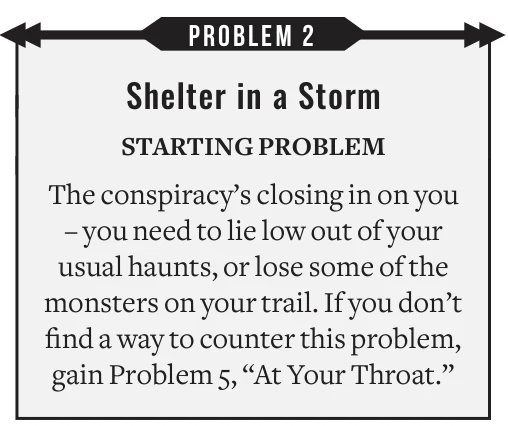 PROBLEM 2
Shelter in a Storm
STARTING PROBLEM
The conspiracy’s closing in on you
– you need to lie low out of your
usual haunts, or lose some of the
monsters on your trail. If you don’t
find a way to counter this problem,
gain Problem 5, “At Your Throat.”